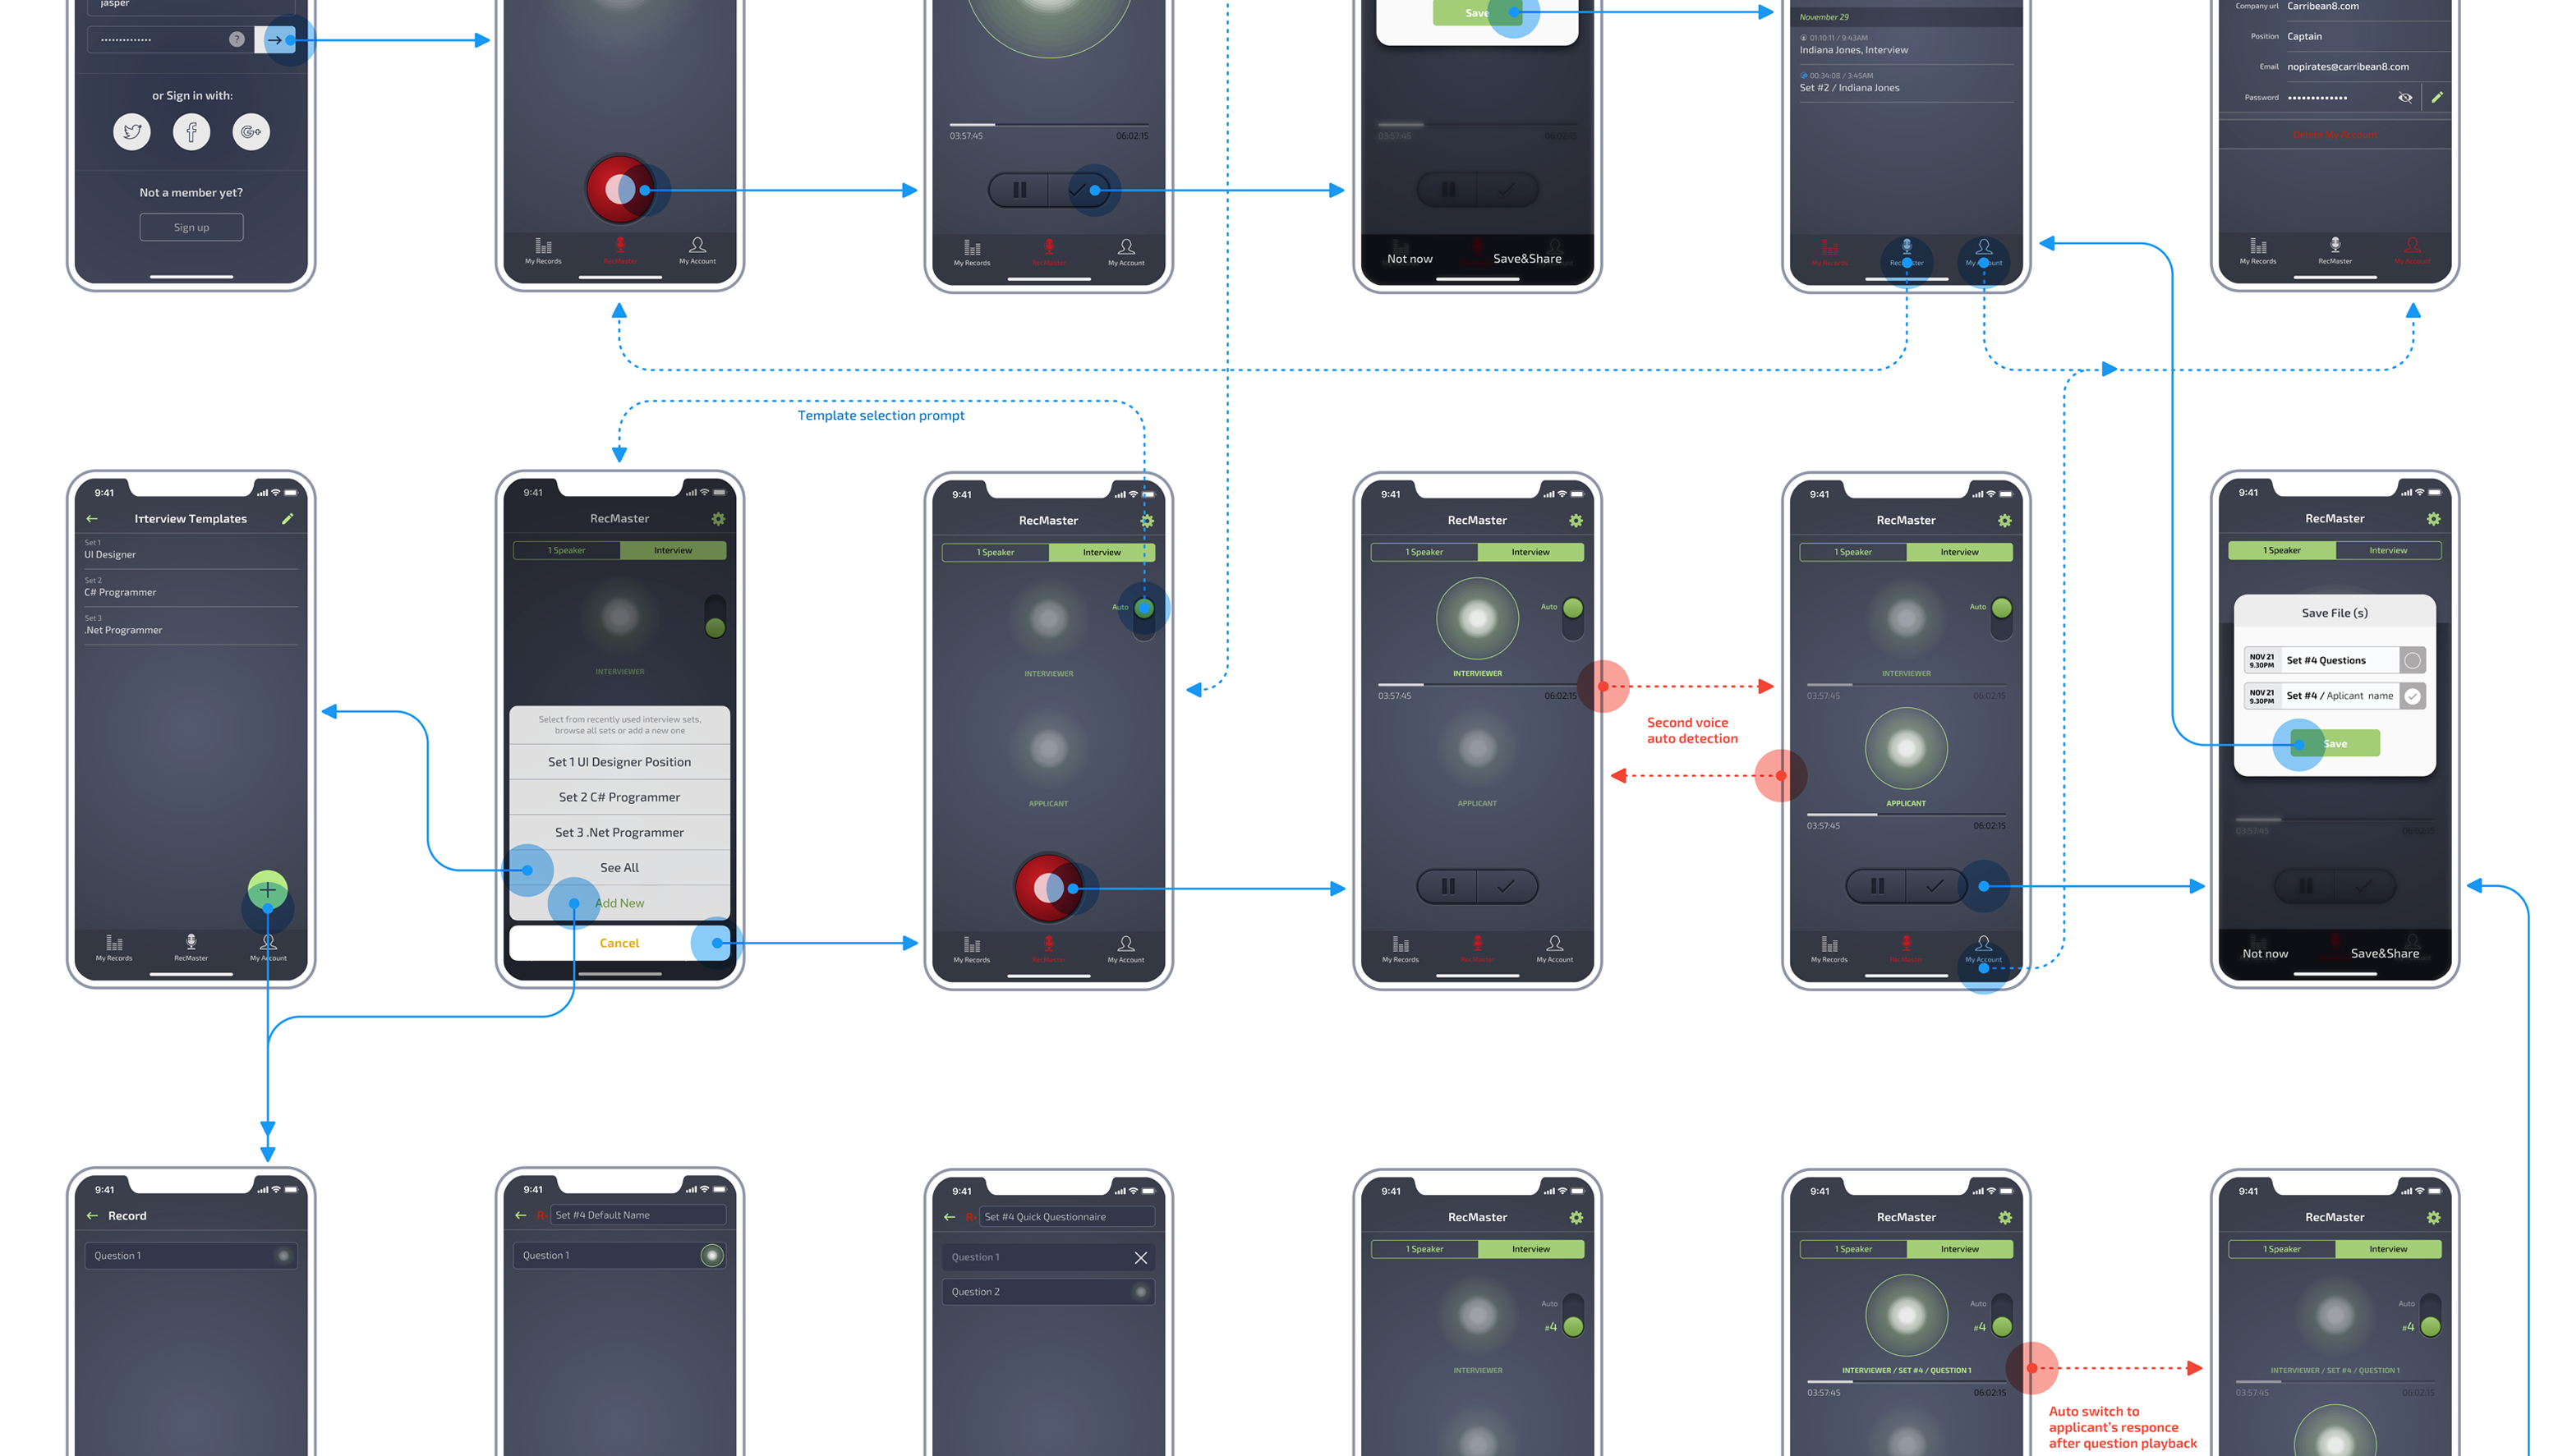 jasper
••••••••••••••
?
or Sign in with:
G+
Not a member yet?
Sign up
My Records
RecMaster
My Account
03:57:45
06:02:15
My Records
RecMaster
My Account
Save
03:57:45
06:02:15
Not now
Save&Share
November 29
01:10.11 / 9:43AM
Indiana Jones, Interview
00:34:08 / 3:45AM
Set #2 / Indiana Jones
My Records
RecMaster
My Account
Company url Carribean8.com
Position Captain
Email nopirates@carribean8.com
Password •••••••••••••
Delete My Account
My Records
RecMaster
My Account
Template selection prompt
9:41
Interview Templates
Set 1
UI Designer
Set 2
C# Programmer
Set 3
.Net Programmer
My Records
RecMaster
My Account
9:41
RecMaster
1 Speaker
Interview
INTERVIEWER
Select from recently used interview sets,
browse all sets or add a new one
Set 1 UI Designer Position
Set 2 C# Programmer
Set 3 .Net Programmer
See All
Add New
Cancel
9:41
RecMaster
1 Speaker
Interview
Auto
INTERVIEWER
APPLICANT
My Records
RecMaster
My Account
9:41
RecMaster
1 Speaker
Interview
Auto
INTERVIEWER
03:57:45
06:02:15
APPLICANT
My Records
RecMaster
My Account
Second voice
auto detection
9:41
RecMaster
1 Speaker
Interview
Auto
INTERVIEWER
03:57:45
06:02:15
APPLICANT
03:57:45
06:02:15
My Records
RecMaster
My Account
9:41
RecMaster
1 Speaker
Interview
Save File (s)
NOV 21
9.30PM
Set #4 Questions
NOV 21
9.30PM
Set #4 / Aplicant name
Save
03:57:45
06:02:15
Not now
Save&Share
9:41
Record
Question 1
9:41
Set #4 Default Name
Question 1
9:41
Set #4 Quick Questionnaire
Question 1
Question 2
9:41
RecMaster
1 Speaker
Interview
Auto
#4
INTERVIEWER
9:41
RecMaster
1 Speaker
Interview
Auto
#4
INTERVIEWER / SET #4 / QUESTION 1
03:57:45
06:02:15
Auto switch to
applicant's responce
after question playback
9:41
RecMaster
1 Speaker
Interview
Auto
#4
INTERVIEWER / SET #4 / QUESTION 1
03:57:45
06:02:15